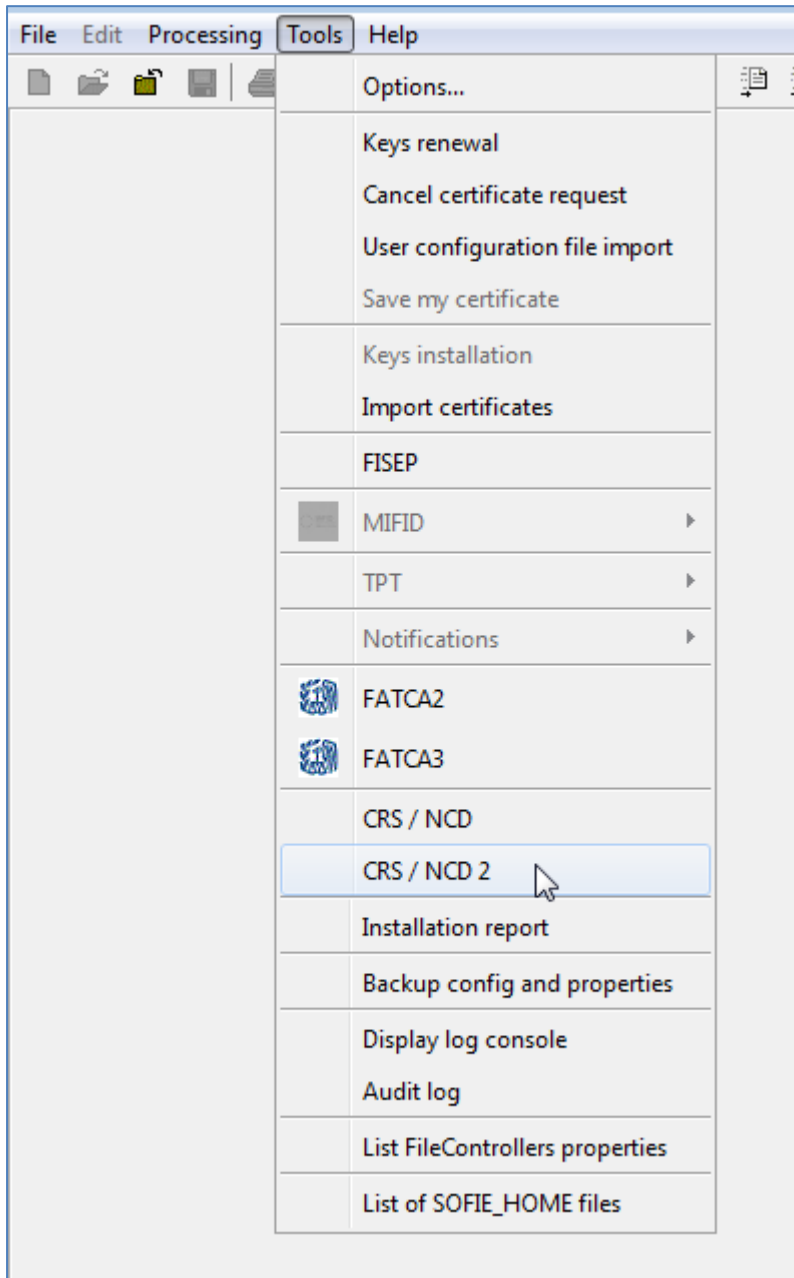 File Edit Processing Tools Help
Options...
Keys renewal
Cancel certificate request
User configuration file import
Save my certificate
Keys installation
Import certificates
FISEP
MIFID
TPT
Notifications
FATCA2
FATCA3
CRS / NCD
CRS / NCD 2
Installation report
Backup config and properties
Display log console
Audit log
List FileControllers properties
List of SOFIE_HOME files